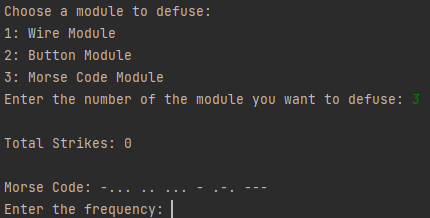 Choose a module to defuse:
1: Wire Module
2: Button Module
3: Morse Code Module
Enter the number of the module you want to defuse: 3
Total Strikes: 0
Morse Code: -... .. ... - .-. ---
Enter the frequency: